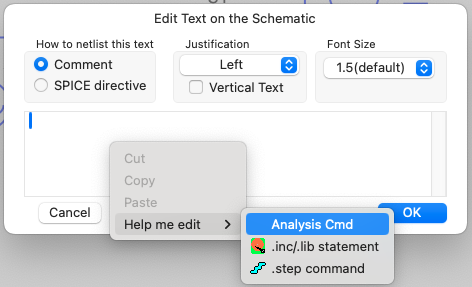 Edit Text on the Schematic
How to netlist this text
Comment
SPICE directive
Justification
Left
Vertical Text
Font Size
1.5(default)
Cut
Copy
Paste
Help me edit
Analysis Cmd
.inc/.lib statement
.step command
Cancel
OK